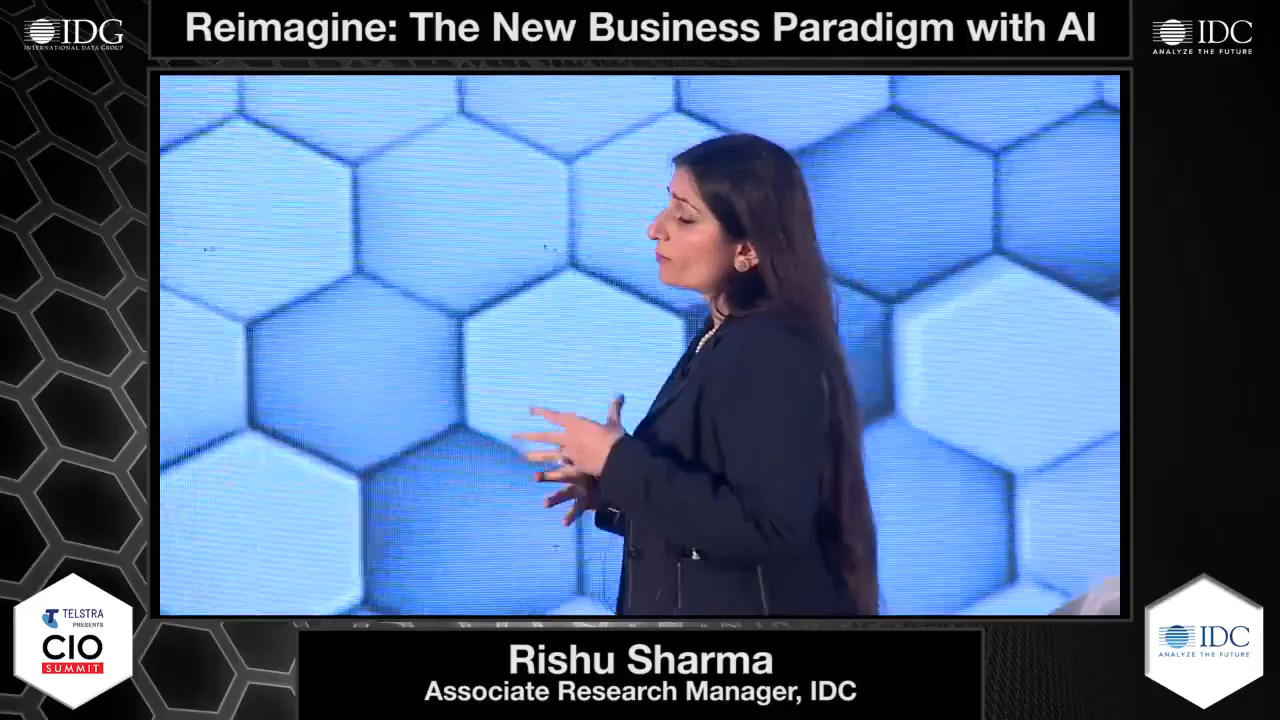 IDG
INTERNATIONAL DATA GROUP
Reimagine: The New Business Paradigm with AI
IDC
ANALYZE THE FUTURE
TELSTRA
PRESENTS
CIO
SUMMIT
Rishu Sharma
Associate Research Manager, IDC
IDC
ANALYZE THE FUTURE